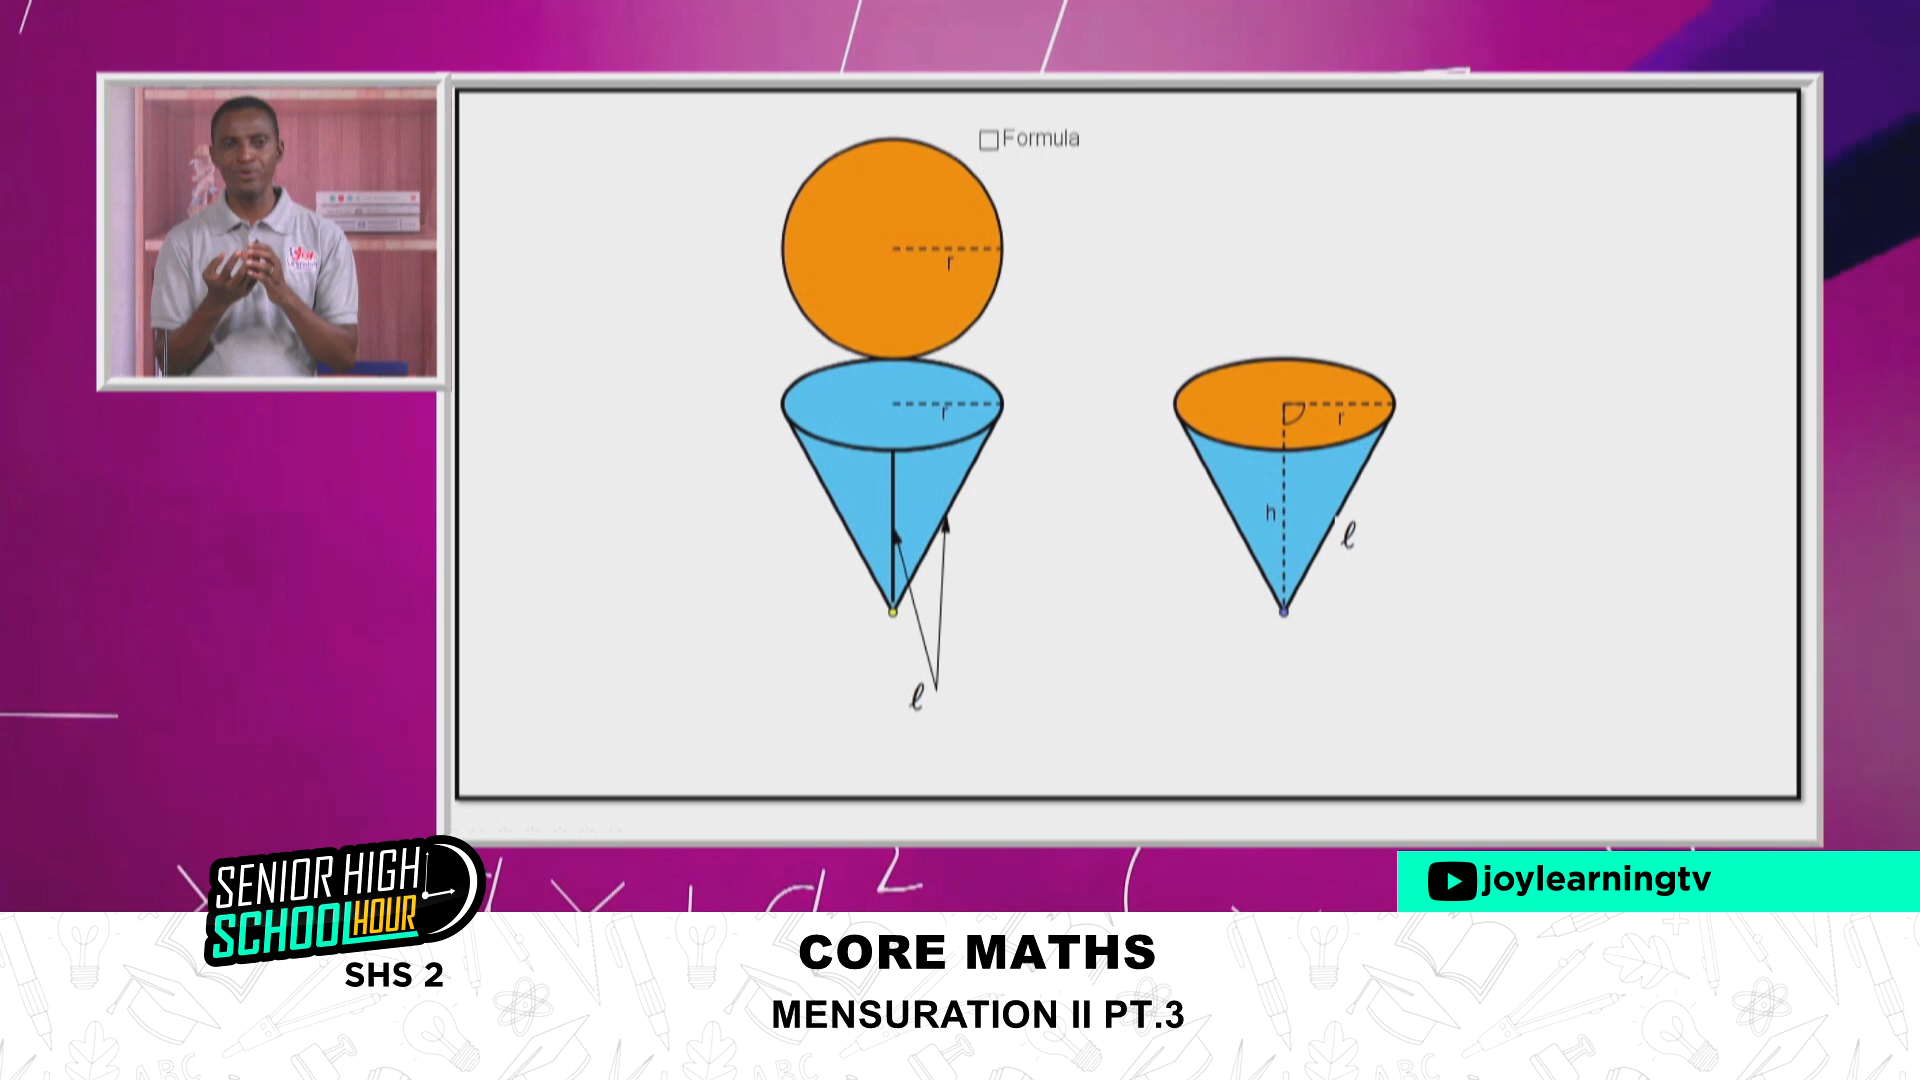 Formula
r
r
r
h
ℓ
ℓ
SENIOR HIGH
SCHOOL HOUR
SHS 2
joylearningtv
CORE MATHS
MENSURATION II PT.3